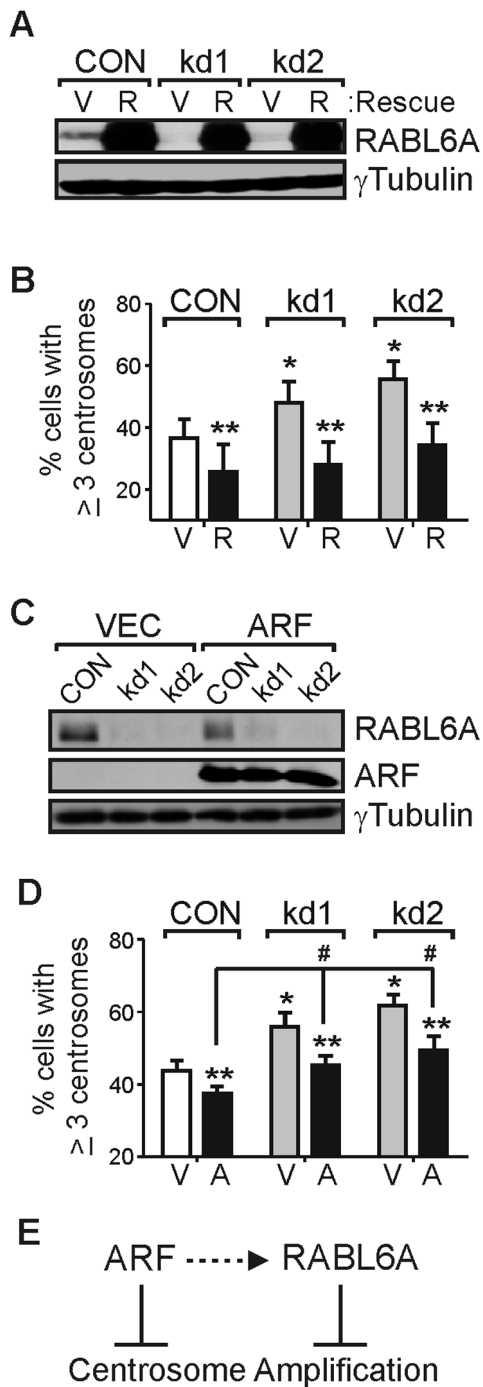 A
CON kd1 kd2
V R V R V R :Rescue
RABL6A
γTubulin
B
CON kd1 kd2
% cells with
≥ 3 centrosomes
80
60
40
20
* *
** ** **
V R V R V R
C
VEC ARF
CON kd1 kd2 CON kd1 kd2
RABL6A
ARF
γTubulin
D
CON kd1 kd2
% cells with
≥ 3 centrosomes
80
60
40
20
# #
* *
** ** **
V A V A V A
E
ARF RABL6A
Centrosome Amplification